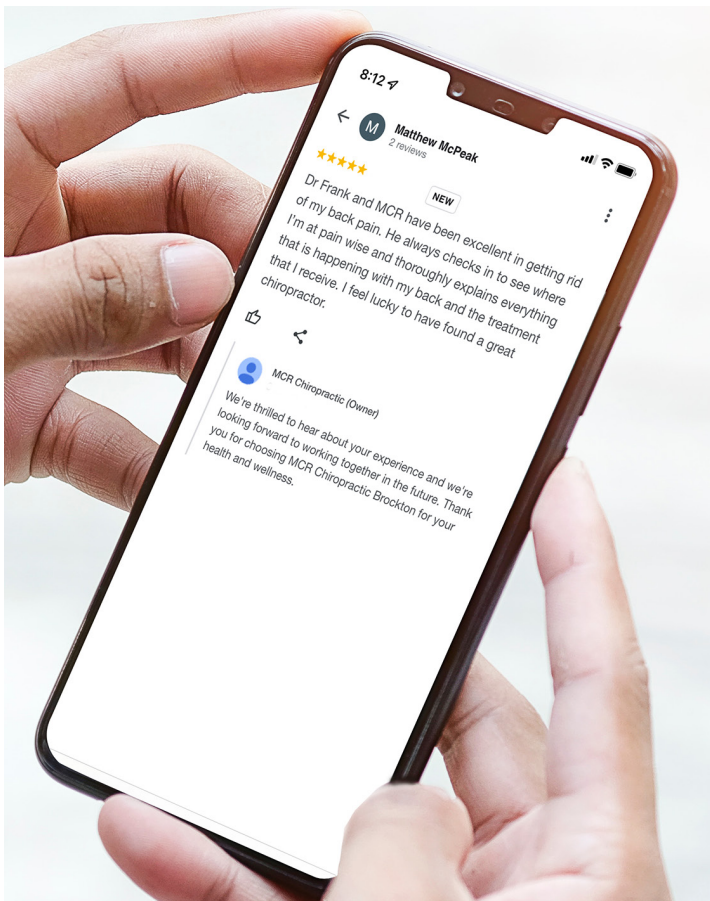 8:12
M
Matthew McPeak
2 reviews
NEW
Dr Frank and MCR have been excellent in getting rid
of my back pain. He always checks in to see where
I'm at pain wise and thoroughly explains everything
that is happening with my back and the treatment
that I receive. I feel lucky to have found a great
chiropractor.
MCR Chiropractic (Owner)
We're thrilled to hear about your experience and we're
looking forward to working together in the future. Thank
you for choosing MCR Chiropractic Brockton for your
health and wellness.